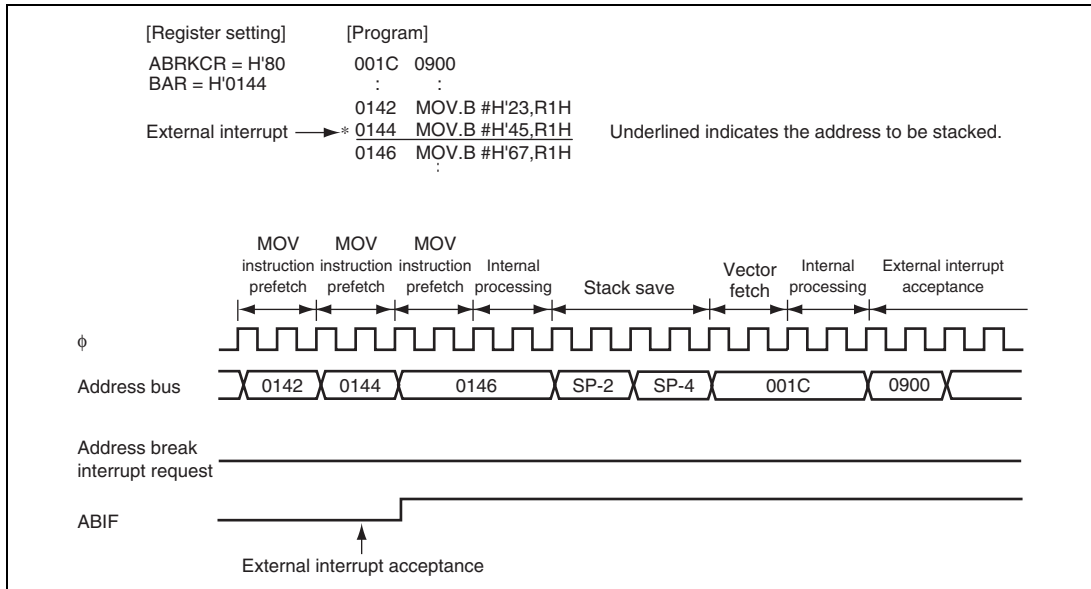 [Register setting] [Program]
ABRKCR = H'80 001C 0900
BAR = H'0144 : :
0142 MOV.B #H'23,R1H
External interrupt * 0144 MOV.B #H'45,R1H Underlined indicates the address to be stacked.
0146 MOV.B #H'67,R1H
:
MOV instruction prefetch
MOV instruction prefetch
MOV instruction prefetch
Internal processing
Stack save
Vector fetch
Internal processing
External interrupt acceptance
ϕ
Address bus 0142 0144 0146 SP-2 SP-4 001C 0900
Address break
interrupt request
ABIF
External interrupt acceptance